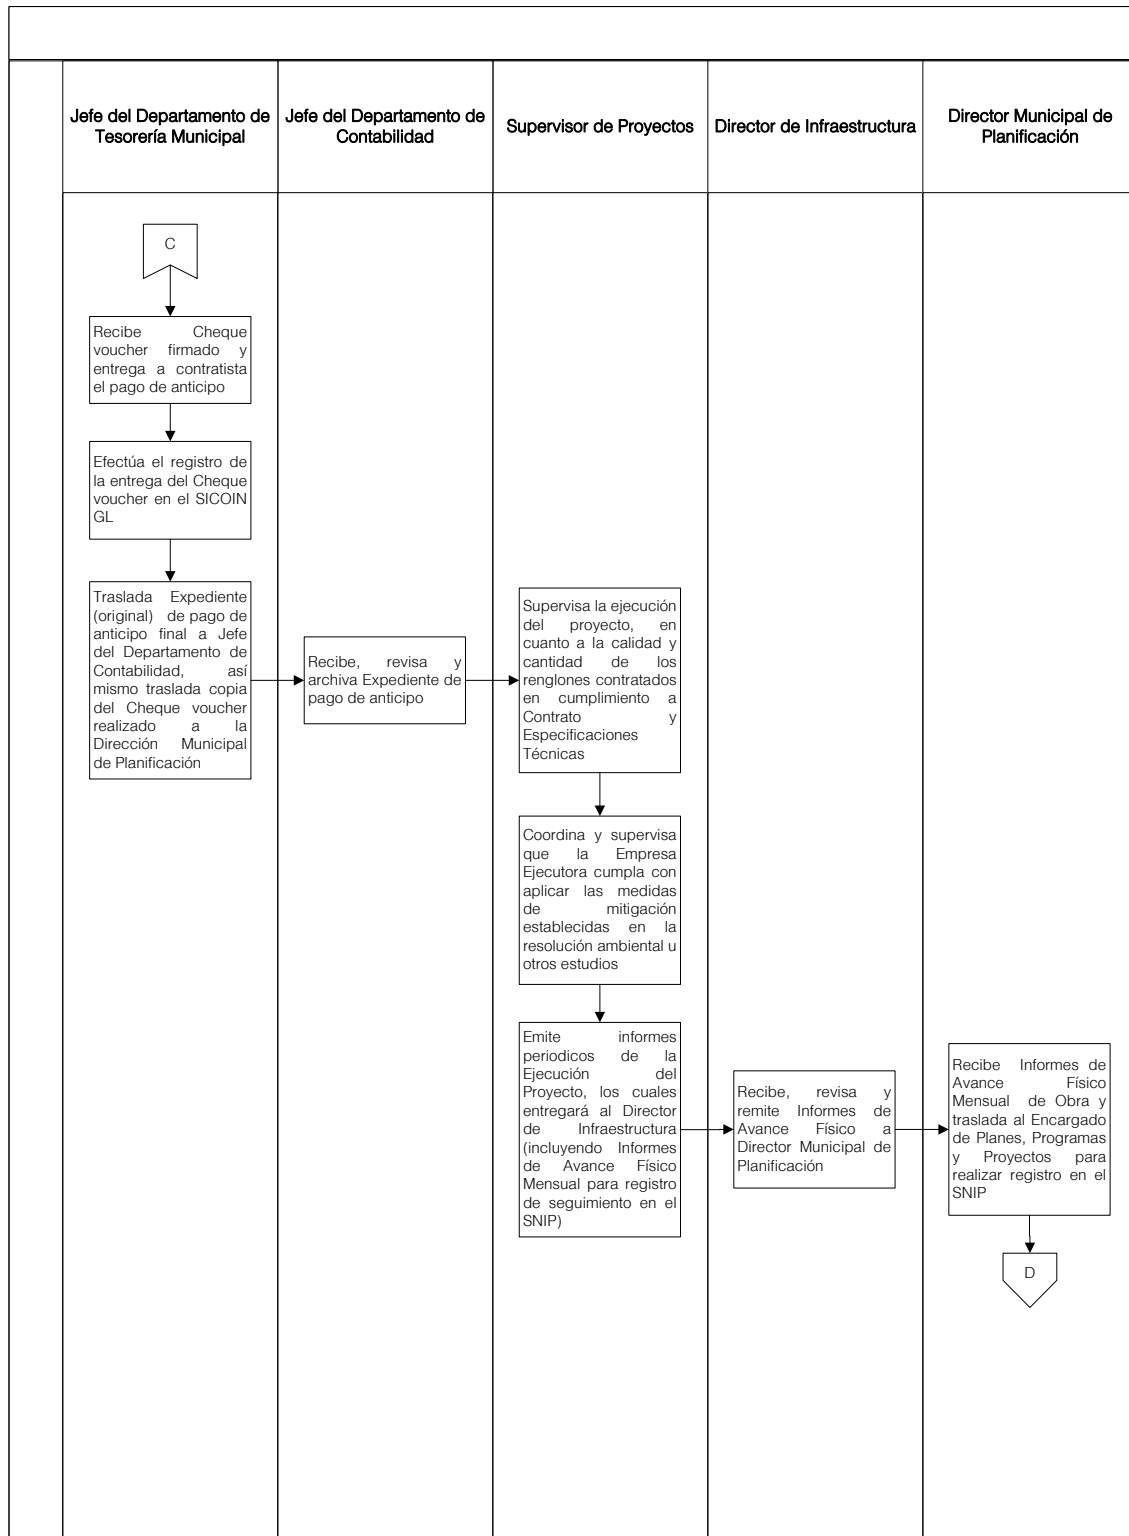 Jefe del Departamento de
Tesorería Municipal
Jefe del Departamento de
Contabilidad
Supervisor de Proyectos
Director de Infraestructura
Director Municipal de
Planificación
C
Recibe Cheque
voucher firmado y
entrega a contratista
el pago de anticipo
Efectúa el registro de
la entrega del Cheque
voucher en el SICOIN
GL
Traslada Expediente
(original) de pago de
anticipo final a Jefe
del Departamento de
Contabilidad, así
mismo traslada copia
del Cheque voucher
realizado a la
Dirección Municipal
de Planificación
Recibe, revisa y
archiva Expediente de
pago de anticipo
Supervisa la ejecución
del proyecto, en
cuanto a la calidad y
cantidad de los
renglones contratados
en cumplimiento a
Contrato y
Especificaciones
Técnicas
Coordina y supervisa
que la Empresa
Ejecutora cumpla con
aplicar las medidas
de mitigación
establecidas en la
resolución ambiental u
otros estudios
Emite informes
periodicos de la
Ejecución del
Proyecto, los cuales
entregará al Director
de Infraestructura
(incluyendo Informes
de Avance Físico
Mensual para registro
de seguimiento en el
SNIP)
Recibe, revisa y
remite Informes de
Avance Físico a
Director Municipal de
Planificación
Recibe Informes de
Avance Físico
Mensual de Obra y
traslada al Encargado
de Planes, Programas
y Proyectos para
realizar registro en el
SNIP
D